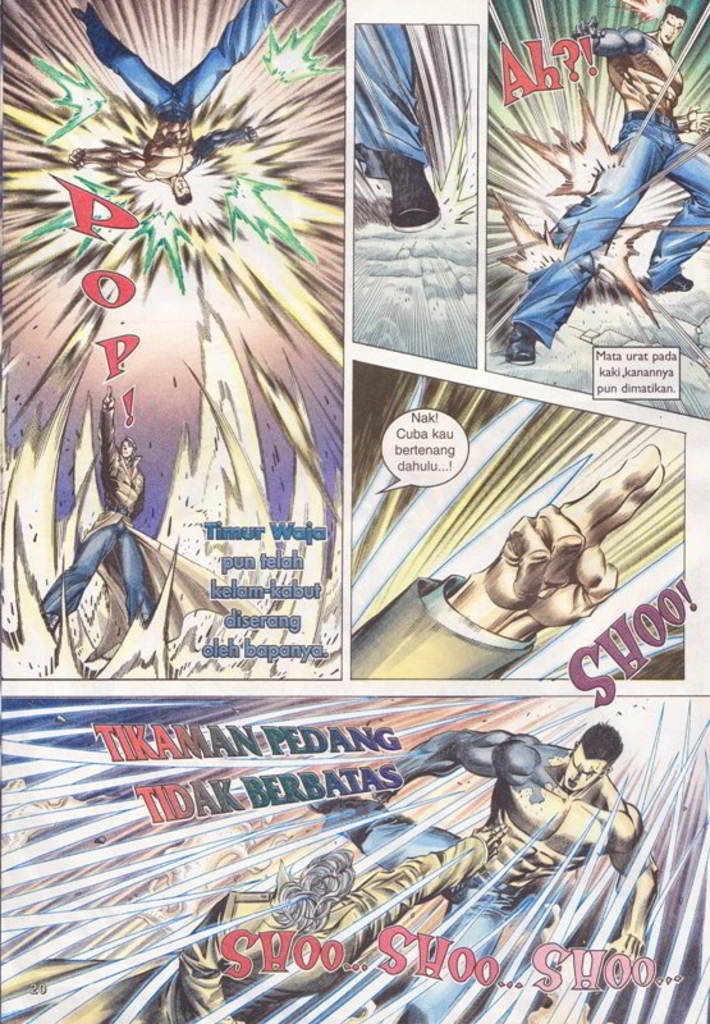 POP!
Timur Waja
pun telah
kelam-kabut
diserang
oleh bapanya.
Ah?!
Mata urat pada
kaki,kanannya
pun dimatikan.
Nak!
Cuba kau
bertenang
dahulu...!
SHOO!
TIKAMAN PEDANG
TIDAK BERBATAS
SHOO... SHOO... SHOO...
20